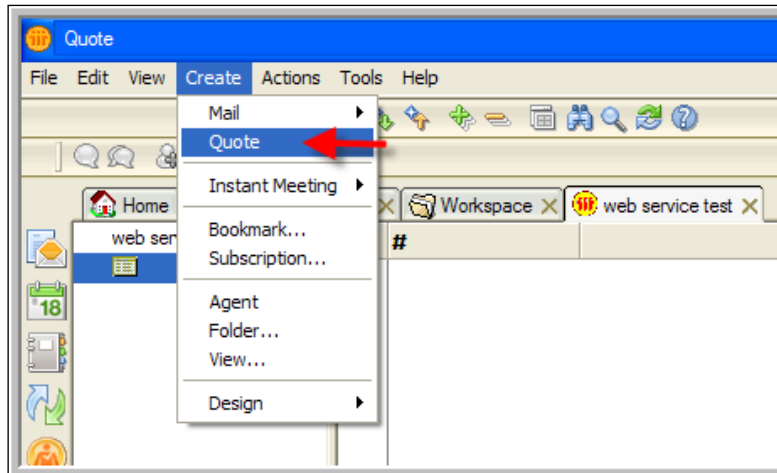 Quote
File Edit View Create Actions Tools Help
Mail
Quote
Instant Meeting
Home
Workspace
web service test
Bookmark...
web ser
#
Subscription...
18
Agent
Folder...
View...
Design